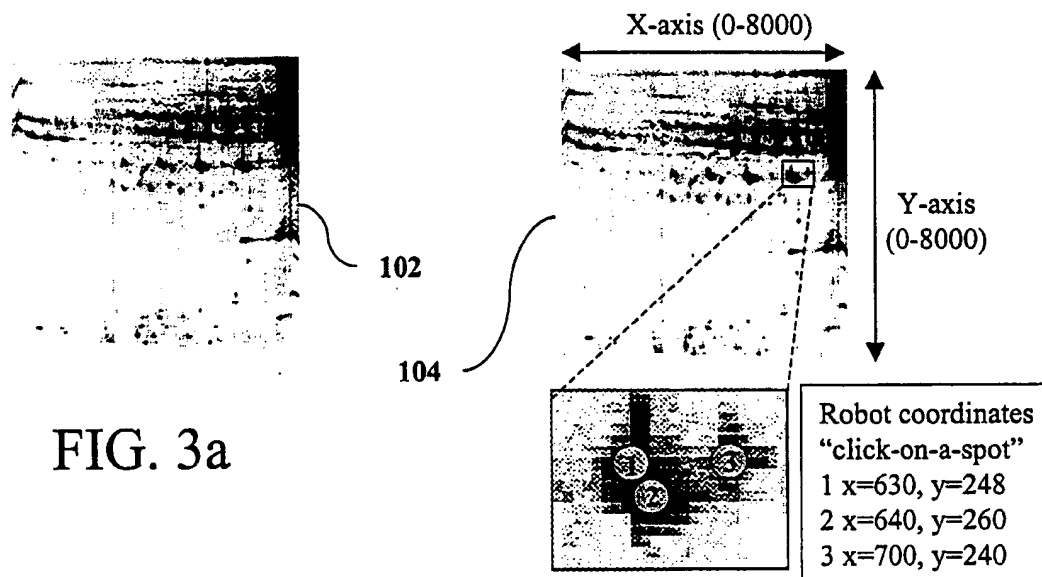 X-axis (0-8000)
Y-axis
(0-8000)
102
104
FIG. 3a
1
3
2
Robot coordinates
“click-on-a-spot”
1 x=630, y=248
2 x=640, y=260
3 x=700, y=240